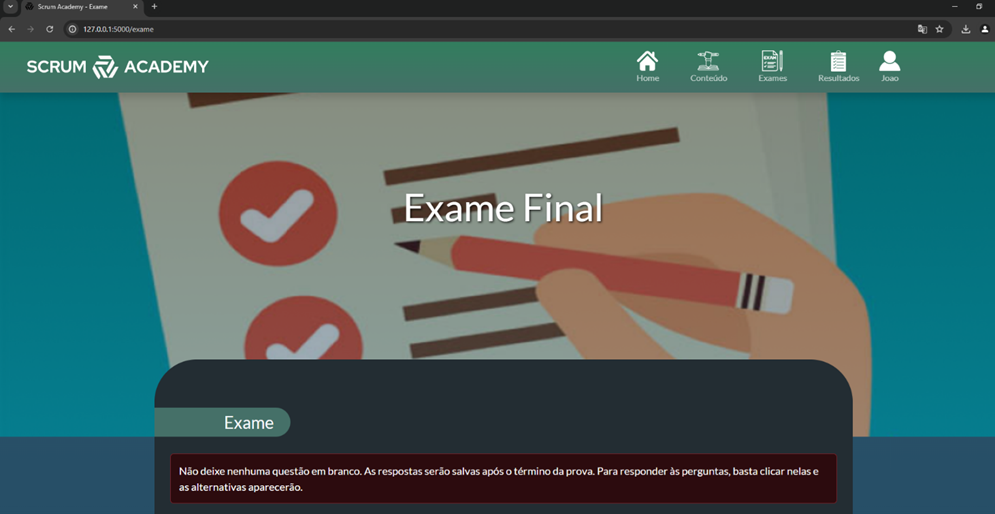 Scrum Academy - Exame
127.0.0.1:5000/exame
SCRUM ACADEMY
Home
Conteúdo
EXAM
Exames
Resultados
Joao
Exame Final
Exame
Não deixe nenhuma questão em branco. As respostas serão salvas após o término da prova. Para responder às perguntas, basta clicar nelas e
as alternativas aparecerão.